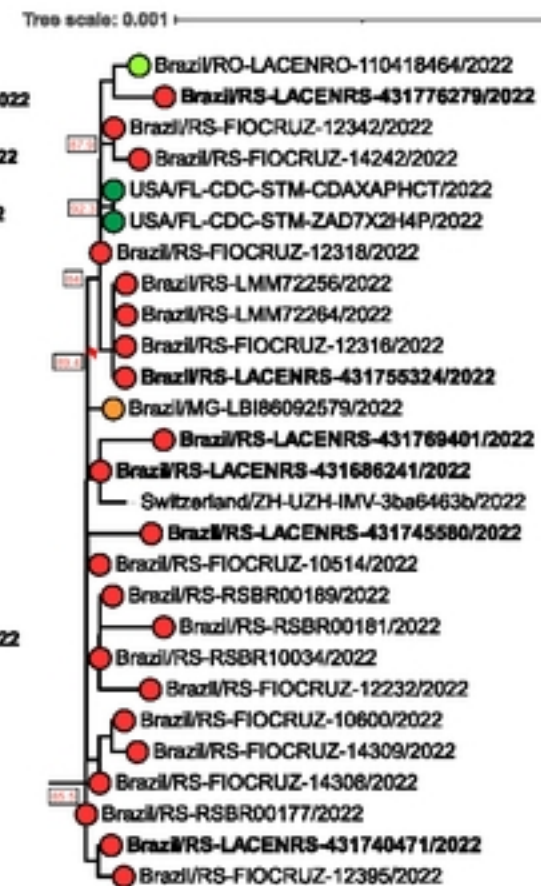 Tree scale: 0.001
Brazil/RO-LACENRO-110418464/2022
Brazil/RS-LACENRS-431776279/2022
022
Brazil/RS-FIOCRUZ-12342/2022
22
Brazil/RS-FIOCRUZ-14242/2022
USA/FL-CDC-STM-CDAXAPHCT/2022
USA/FL-CDC-STM-ZAD7X2H4P/2022
Brazil/RS-FIOCRUZ-12318/2022
Brazil/RS-LMM72256/2022
Brazil/RS-LMM72264/2022
Brazil/RS-FIOCRUZ-12316/2022
Brazil/RS-LACENRS-431755324/2022
Brazil/MG-LBI86092579/2022
Brazil/RS-LACENRS-431769401/2022
Brazil/RS-LACENRS-431686241/2022
Switzerland/ZH-UZH-IMV-3ba6463b/2022
Brazil/RS-LACENRS-431745580/2022
Brazil/RS-FIOCRUZ-10514/2022
Brazil/RS-RSBR00189/2022
Brazil/RS-RSBR00181/2022
22
Brazil/RS-RSBR10034/2022
Brazil/RS-FIOCRUZ-12232/2022
Brazil/RS-FIOCRUZ-10600/2022
Brazil/RS-FIOCRUZ-14309/2022
Brazil/RS-FIOCRUZ-14308/2022
Brazil/RS-RSBR00177/2022
Brazil/RS-LACENRS-431740471/2022
Brazil/RS-FIOCRUZ-12395/2022